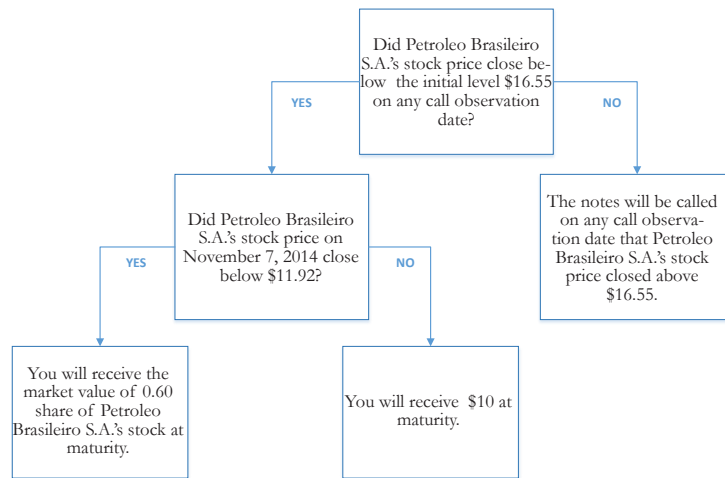 Did Petroleo Brasileiro
S.A.'s stock price close be-
low the initial level $16.55
on any call observation
date?
YES
NO
Did Petroleo Brasileiro
S.A.'s stock price on
November 7, 2014 close
below $11.92?
The notes will be called
on any call observa-
tion date that Petroleo
Brasileiro S.A.'s stock
price closed above
$16.55.
YES
NO
You will receive the
market value of 0.60
share of Petroleo
Brasileiro S.A.'s stock at
maturity.
You will receive $10 at
maturity.